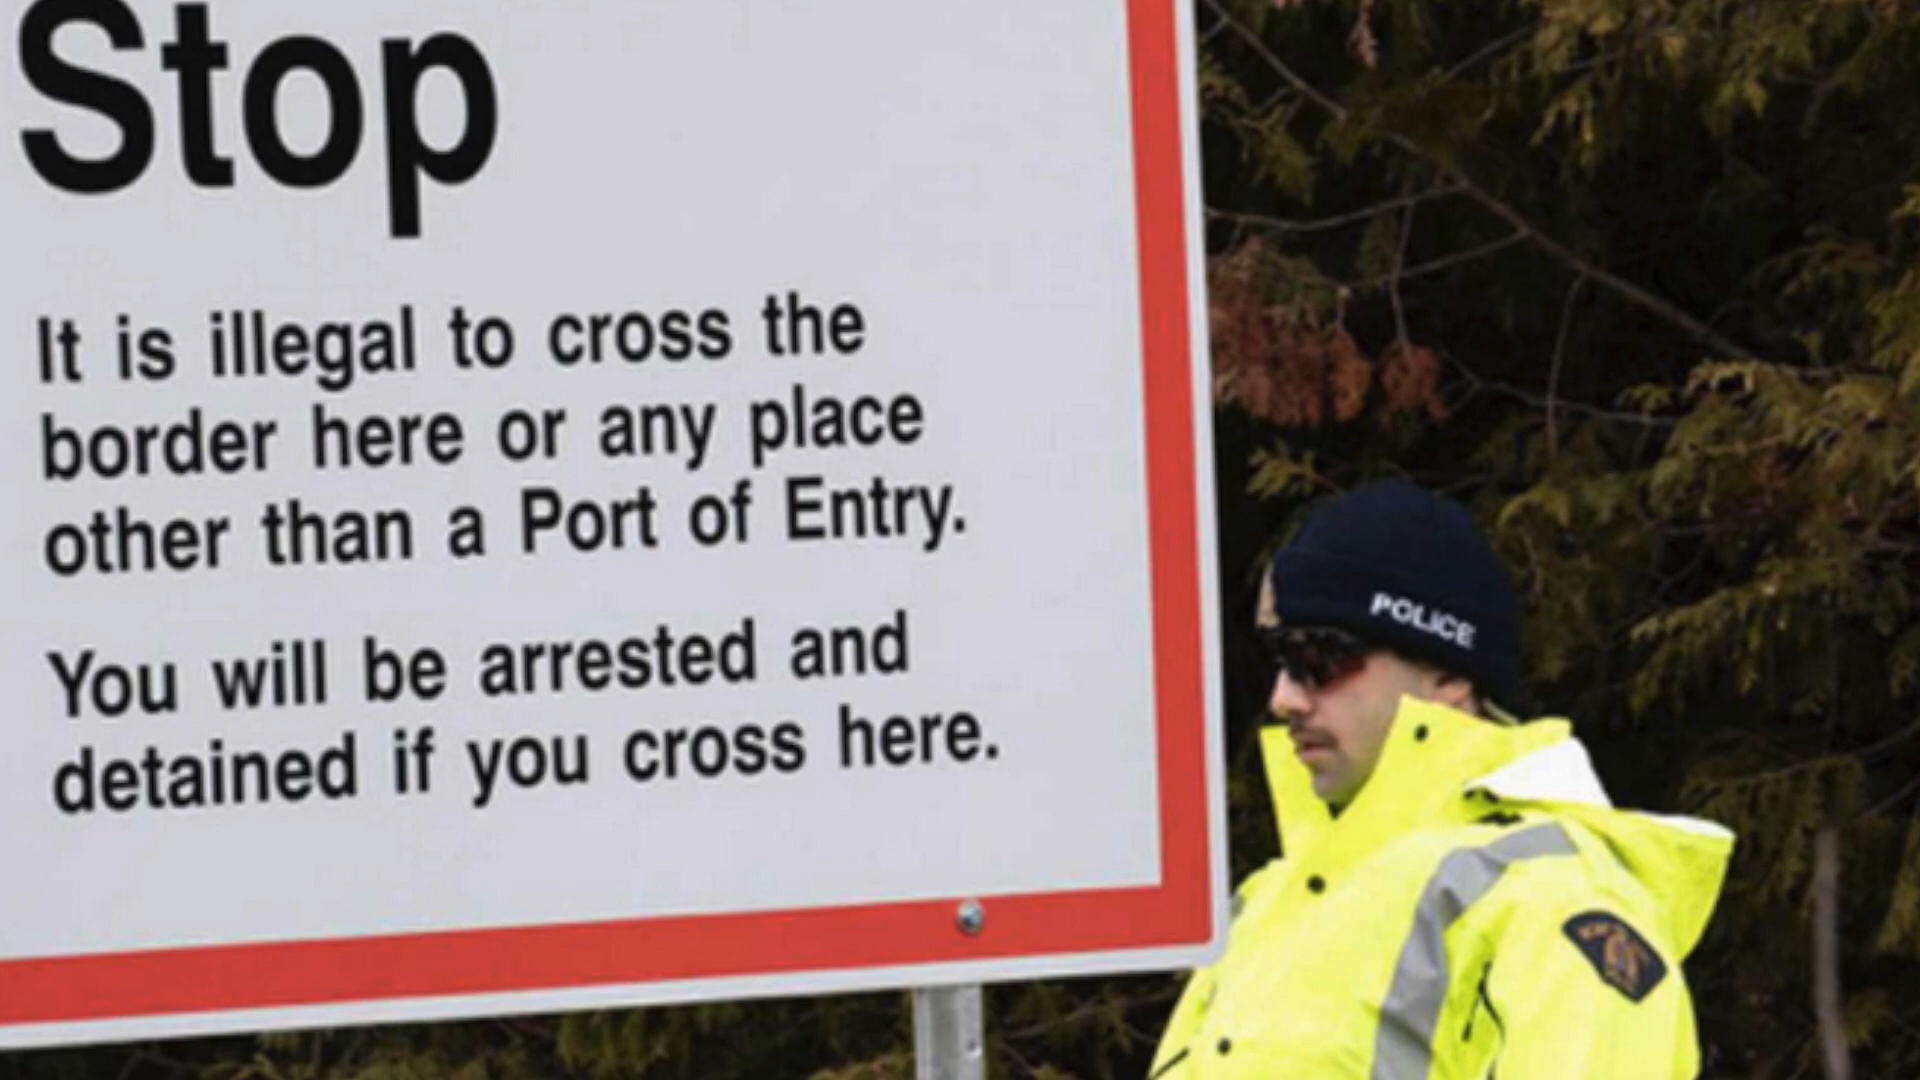 Stop
It is illegal to cross the
border here or any place
other than a Port of Entry.
You will be arrested and
detained if you cross here.
POLICE